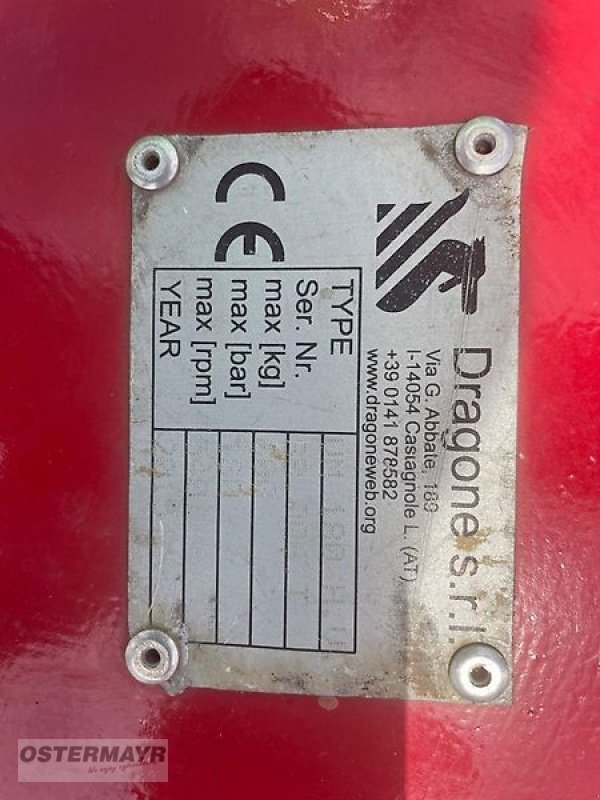 Dragone s.r.l.
Via G. Abbate, 189
I-14054 Castagnole L. (AT)
+39 0141 878582
www.dragoneweb.org
CE
TYPE
Ser. Nr.
max [kg]
max [bar]
max [rpm]
YEAR
OSTERMAYR